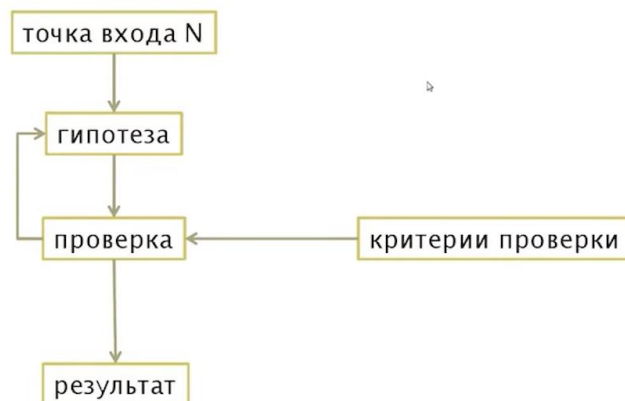 точка входа N
гипотеза
проверка
критерии проверки
результат